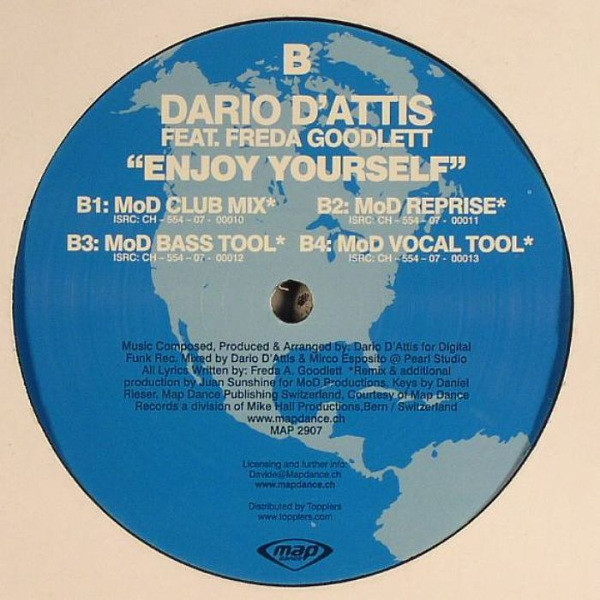 B
DARIO D'ATTIS
FEAT. FREDA GOODLETT
"ENJOY YOURSELF"
B1: MoD CLUB MIX* B2: MoD REPRISE*
ISRC: CH – 554 – 07 - 00010 ISRC: CH – 554 – 07 - 00011
B3: MoD BASS TOOL* B4: MoD VOCAL TOOL*
ISRC: CH – 554 – 07 - 00012 ISRC: CH – 554 – 07 - 00013
Music Composed, Produced & Arranged by: Dario D'Attis for Digital
Funk Rec. Mixed by Dario D'Attis & Mirco Esposito @ Pearl Studio
All Lyrics Written by: Freda A. Goodlett *Remix & additional
production by Jean Sunshine for MoD Productions, Keys by Daniel
Rieser. Map Dance Publishing Switzerland, Courtesy of Map Dance
Records a division of Mike Hall Productions,Bern / Switzerland
www.mapdance.ch
MAP 2907
Licensing and further info:
Davide@Mapdance.ch
www.mapdance.ch
Distributed by Topplers
www.topplers.com
map
dance